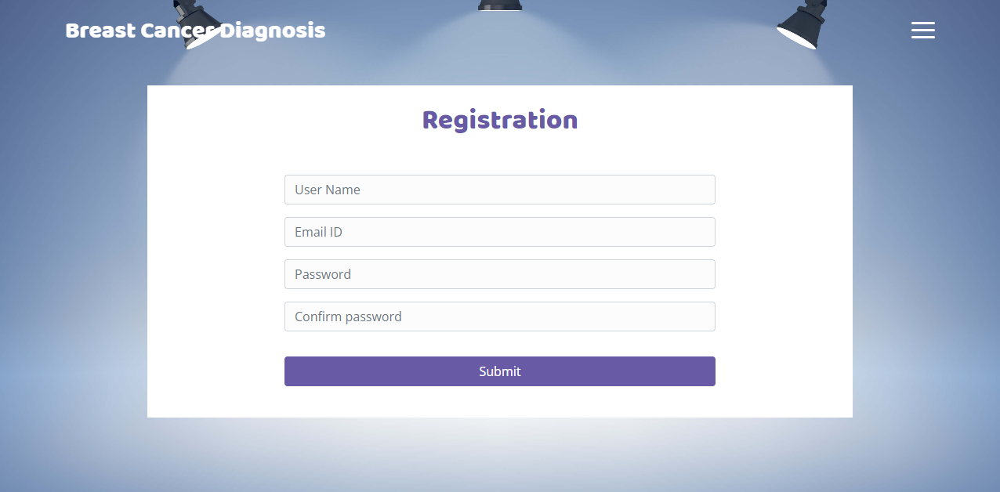 Breast Cancer Diagnosis
Registration
User Name
Email ID
Password
Confirm password
Submit